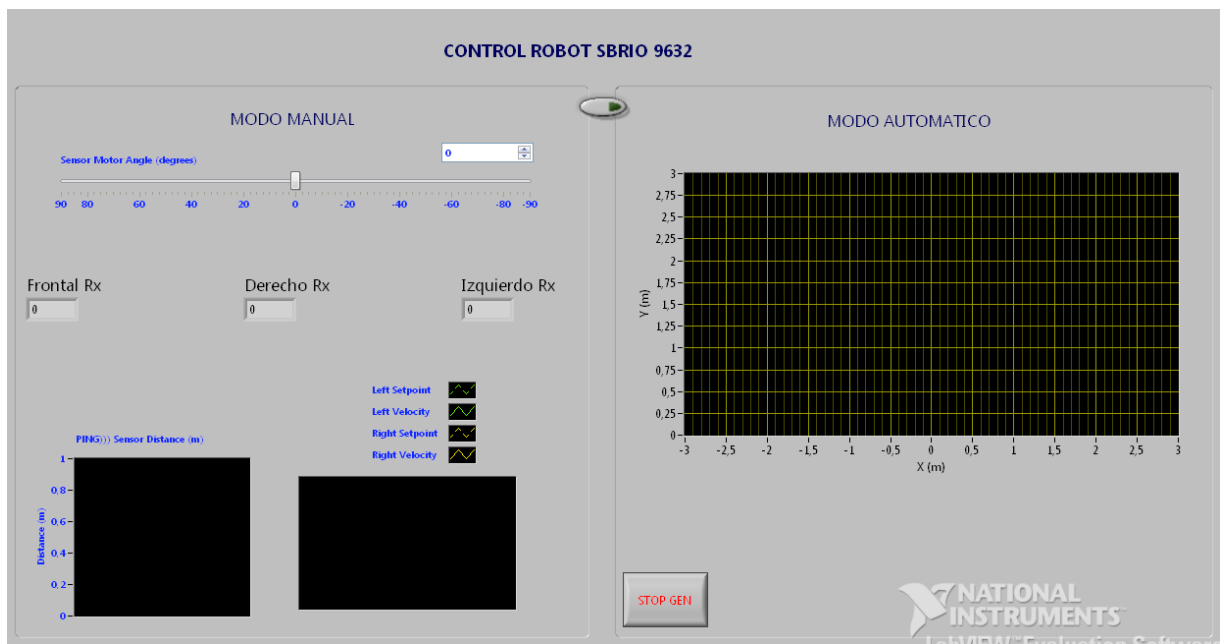 CONTROL ROBOT SBRIO 9632
MODO MANUAL
Sensor Motor Angle (degrees)
0
90 80 60 40 20 0 -20 -40 -60 -80 -90
Frontal Rx
0
Derecho Rx
0
Izquierdo Rx
0
Left Setpoint
Left Velocity
Right Setpoint
Right Velocity
PING))) Sensor Distance (m)
Distance (m)
1
0,8
0,6
0,4
0,2
0
MODO AUTOMATICO
Y (m)
3
2,75
2,5
2,25
2
1,75
1,5
1,25
1
0,75
0,5
0,25
0
-3 -2,5 -2 -1,5 -1 -0,5 0 0,5 1 1,5 2 2,5 3
X (m)
STOP GEN
NATIONAL
INSTRUMENTS™
LabVIEW™ Evaluation Software